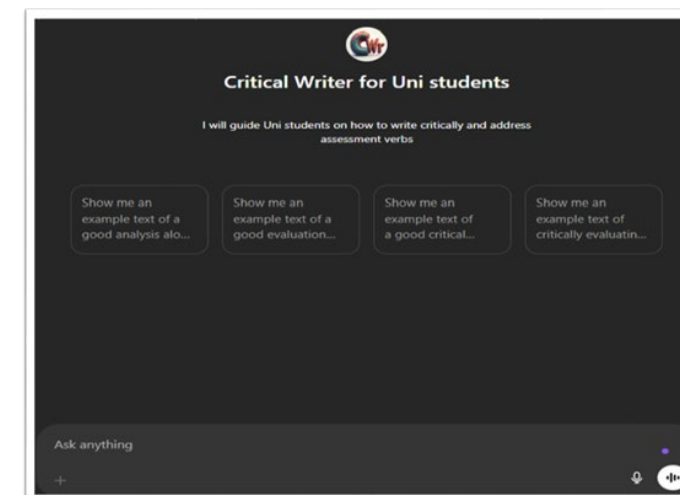 CWr
Critical Writer for Uni students
I will guide Uni students on how to write critically and address
assessment verbs
Show me an
example text of a
good analysis alo...
Show me an
example text of a
good evaluation...
Show me an
example text of
a good critical...
Show me an
example text of
critically evaluatin...
Ask anything